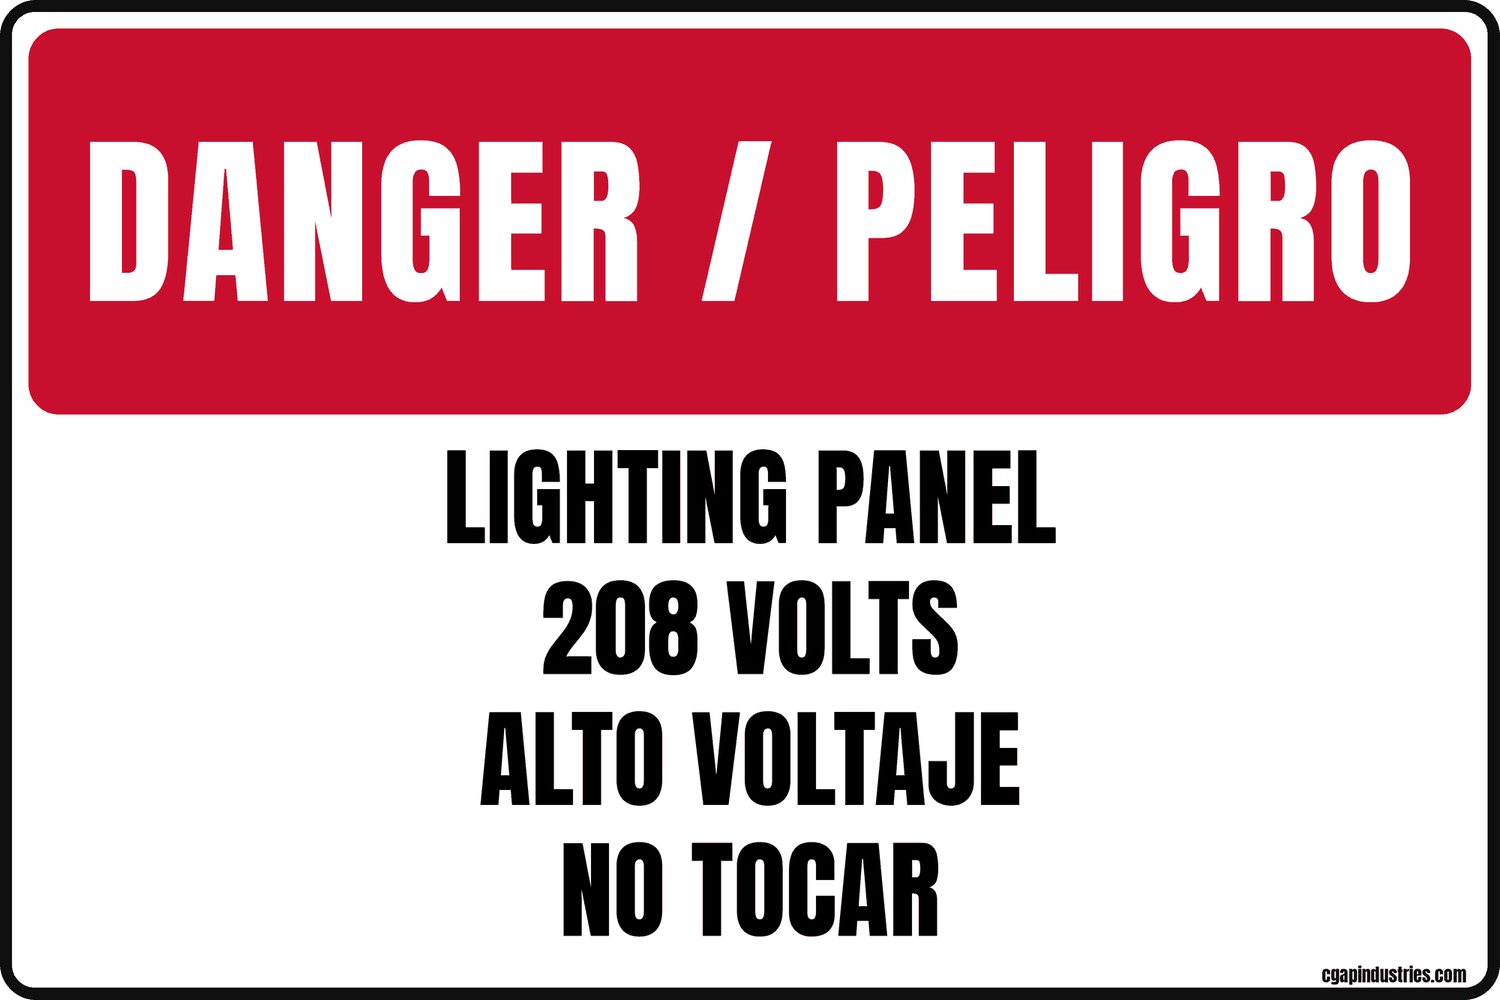 DANGER / PELIGRO
LIGHTING PANEL
208 VOLTS
ALTO VOLTAJE
NO TOCAR
cgapindustries.com